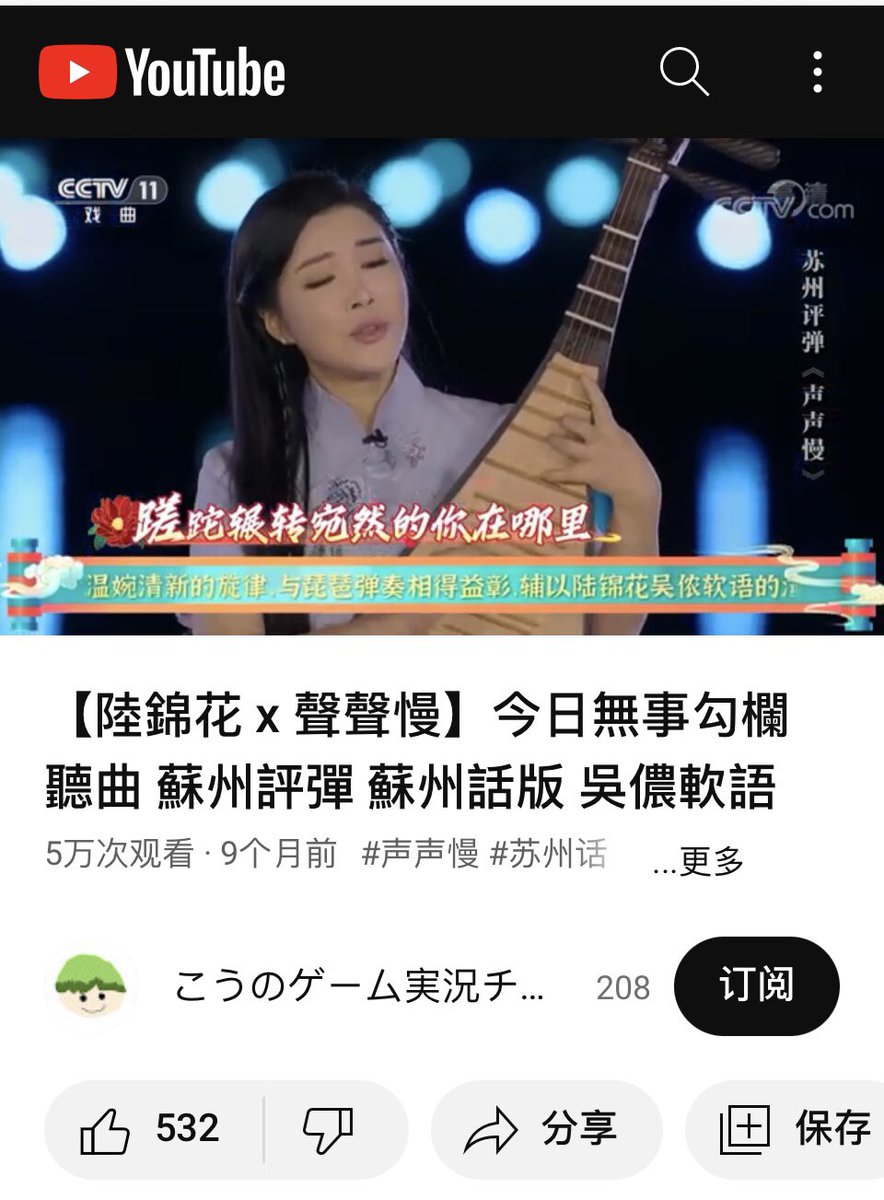 YouTube
CCTV 11
戏曲
CCTV com
苏州评弹《声声慢》
蹉跎辗转宛然的你在哪里
温婉清新的旋律,与琵琶弹奏相得益彰.辅以陆锦花吴侬软语的
【陸錦花 x 聲聲慢】今日無事勾欄
聽曲 蘇州評彈 蘇州話版 吳儂軟語
5万次观看 · 9个月前 #声声慢 #苏州话
...更多
こうのゲーム実況チ...
208
订阅
532
分享
保存